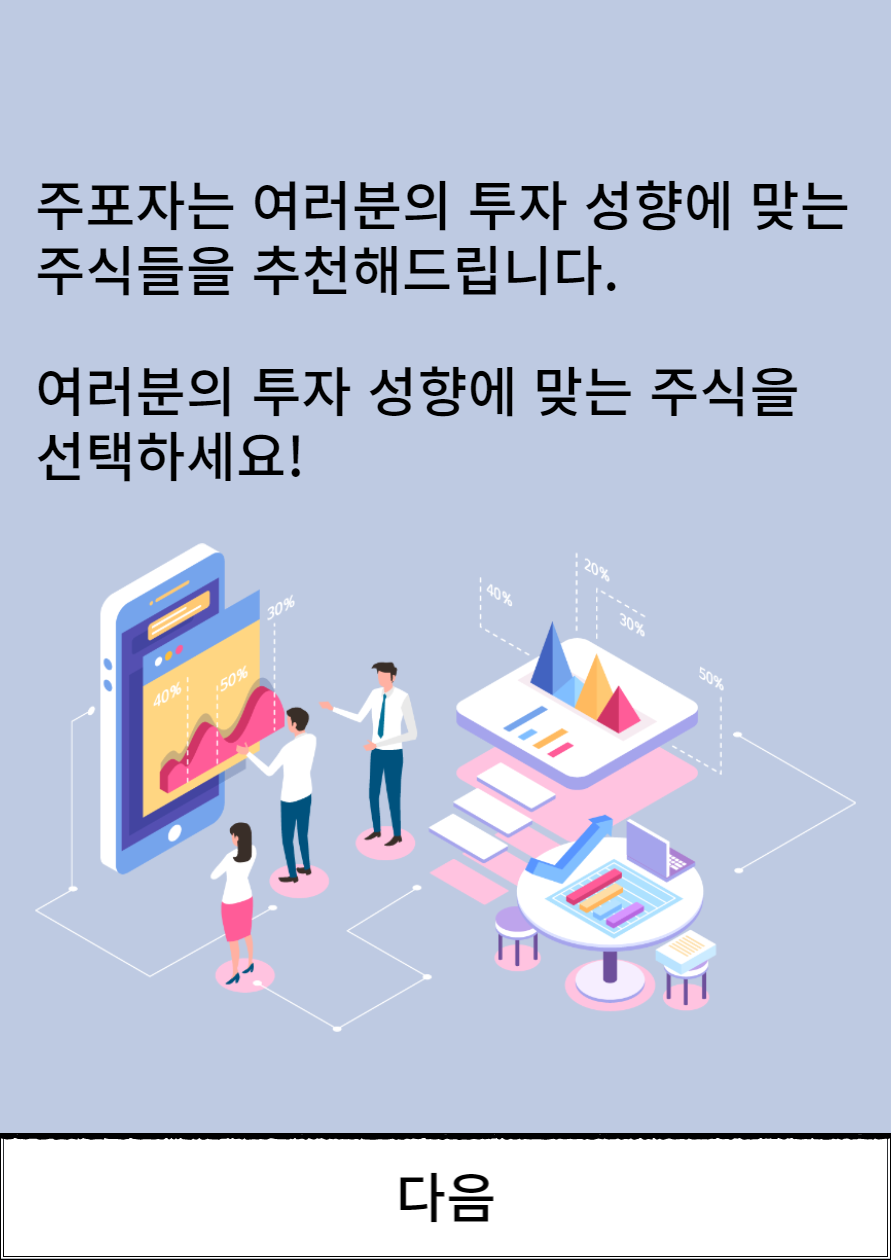 주포자는 여러분의 투자 성향에 맞는
주식들을 추천해드립니다.
여러분의 투자 성향에 맞는 주식을
선택하세요!
30%
40%
50%
20%
40%
30%
50%
다음